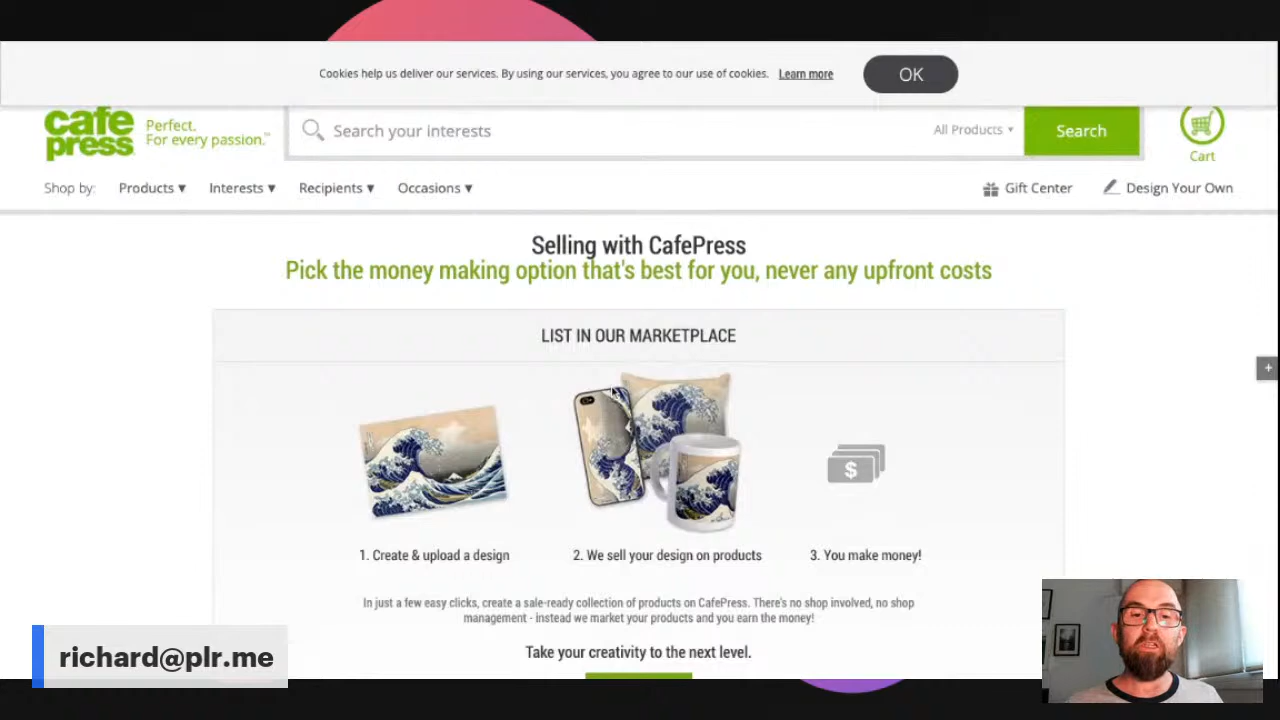 Cookies help us deliver our services. By using our services, you agree to our use of cookies. Learn more
OK
cafe
press
Perfect.
For every passion.™
Search your interests
All Products ▾
Search
Cart
Shop by:
Products ▼
Interests ▼
Recipients ▼
Occasions ▼
Gift Center
Design Your Own
Selling with CafePress
Pick the money making option that's best for you, never any upfront costs
LIST IN OUR MARKETPLACE
$
1. Create & upload a design
2. We sell your design on products
3. You make money!
In just a few easy clicks, create a sale-ready collection of products on CafePress. There's no shop involved, no shop
management - instead we market your products and you earn the money!
Take your creativity to the next level.
richard@plr.me
+